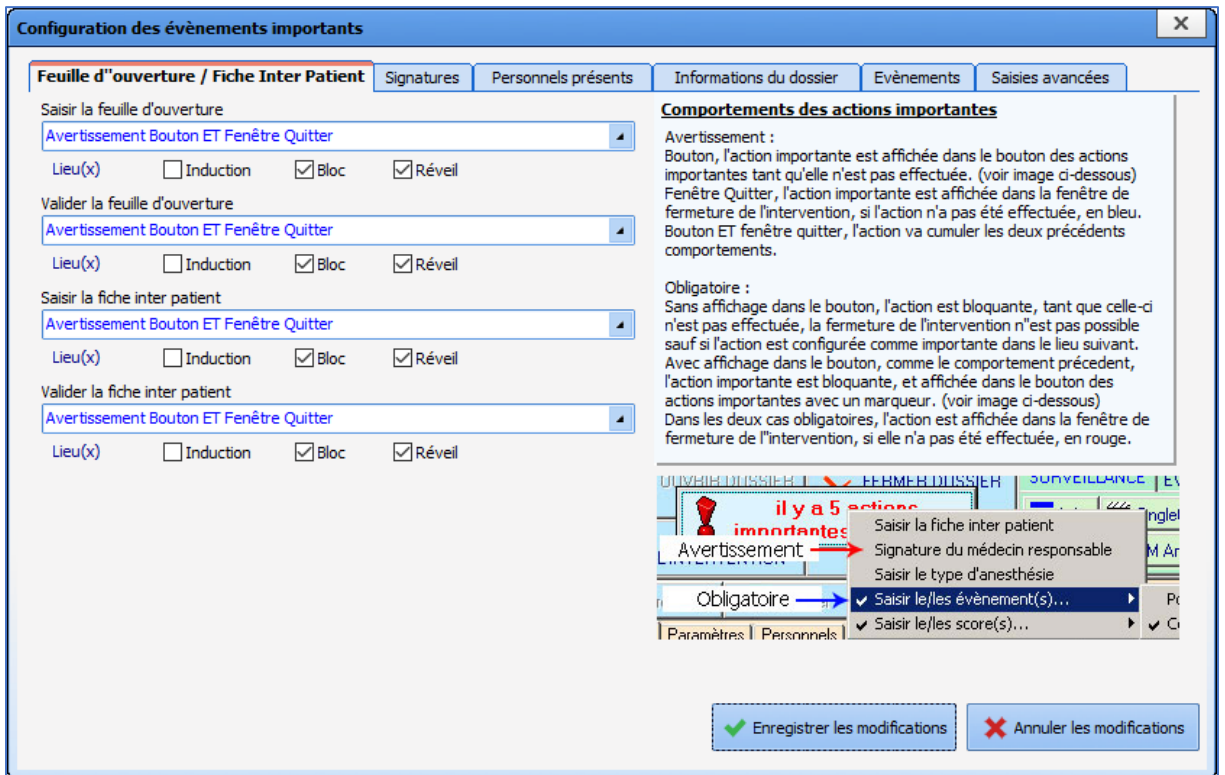 Configuration des évènements importants
Feuille d''ouverture / Fiche Inter Patient
Signatures
Personnels présents
Informations du dossier
Evènements
Saisies avancées
Saisir la feuille d'ouverture
Avertissement Bouton ET Fenêtre Quitter
Lieu(x) Induction Bloc Réveil
Valider la feuille d'ouverture
Avertissement Bouton ET Fenêtre Quitter
Lieu(x) Induction Bloc Réveil
Saisir la fiche inter patient
Avertissement Bouton ET Fenêtre Quitter
Lieu(x) Induction Bloc Réveil
Valider la fiche inter patient
Avertissement Bouton ET Fenêtre Quitter
Lieu(x) Induction Bloc Réveil
Comportements des actions importantes
Avertissement :
Bouton, l'action importante est affichée dans le bouton des actions
importantes tant qu'elle n'est pas effectuée. (voir image ci-dessous)
Fenêtre Quitter, l'action importante est affichée dans la fenêtre de
fermeture de l'intervention, si l'action n'a pas été effectuée, en bleu.
Bouton ET fenêtre quitter, l'action va cumuler les deux précédents
comportements.
Obligatoire :
Sans affichage dans le bouton, l'action est bloquante, tant que celle-ci
n'est pas effectuée, la fermeture de l'intervention n''est pas possible
sauf si l'action est configurée comme importante dans le lieu suivant.
Avec affichage dans le bouton, comme le comportement précedent,
l'action importante est bloquante, et affichée dans le bouton des
actions importantes avec un marqueur. (voir image ci-dessous)
Dans les deux cas obligatoires, l'action est affichée dans la fenêtre de
fermeture de l''intervention, si elle n'a pas été effectuée, en rouge.
OUVRIR DOSSIER
FERMER DOSSIER
SURVEILLANCE
il y a 5 actions
importantes
Saisir la fiche inter patient
Avertissement
Signature du médecin responsable
Saisir le type d'anesthésie
Obligatoire
Saisir le/les évènement(s)...
Saisir le/les score(s)...
Paramètres
Personnels
Enregistrer les modifications
Annuler les modifications